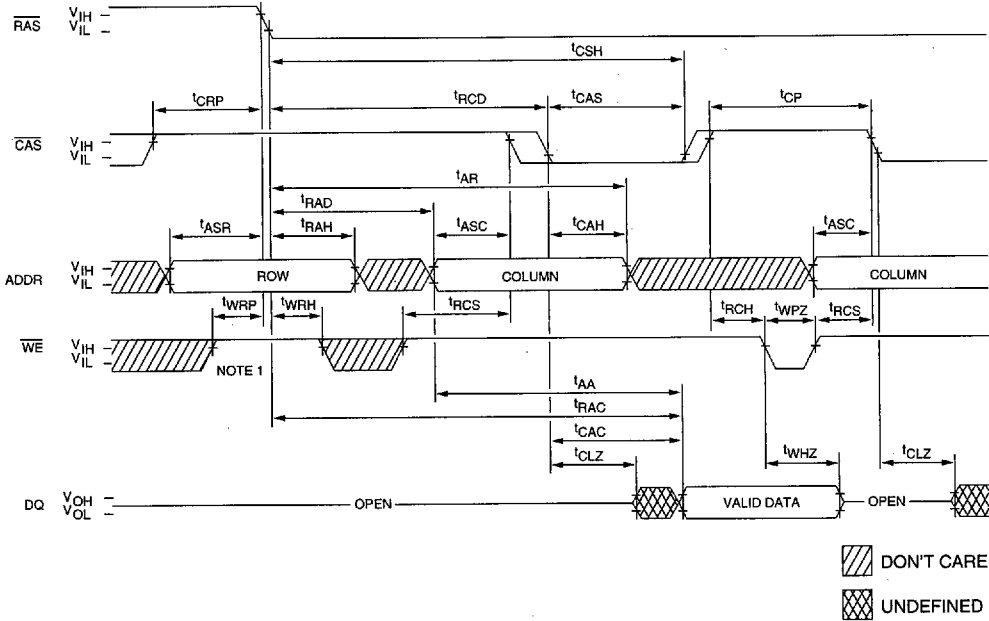 RAS VIH VIL
tCSH
tCRP tRCD tCAS tCP
CAS VIH VIL
tAR
tRAD
tASR tRAH tASC tCAH tASC
ADDR VIH VIL ROW COLUMN COLUMN
tWRP tWRH tRCS tRCH tWPZ tRCS
WE VIH VIL NOTE 1
tAA
tRAC
tCAC
tCLZ tWHZ tCLZ
DQ VOH VOL OPEN VALID DATA OPEN
DON'T CARE
UNDEFINED